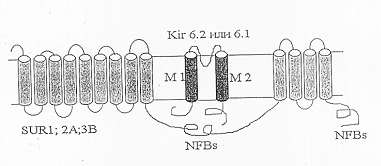 Kir 6.2 или 6.1
M 1
M 2
SUR1; 2A;3B
NFBs
NFBs